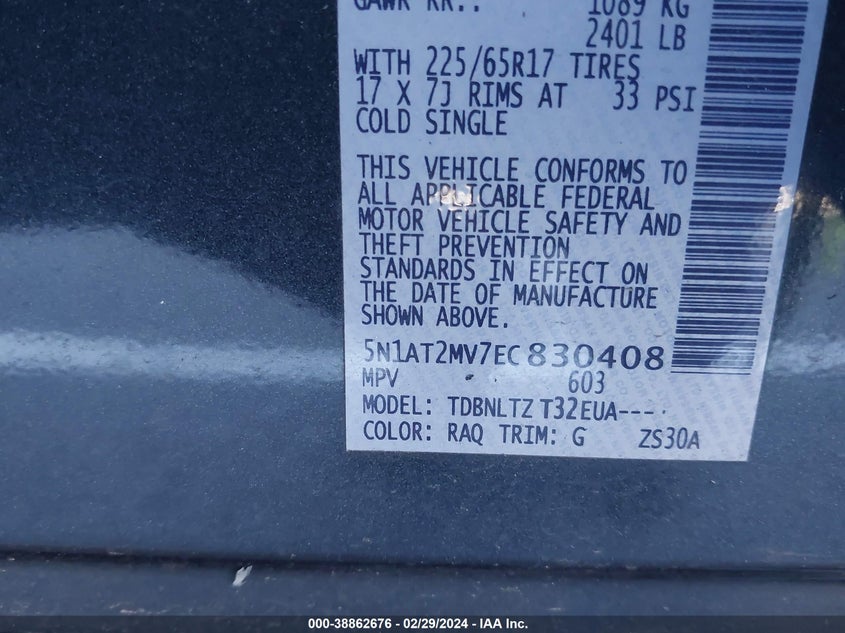 GAWR RR.: 1089 KG
2401 LB
WITH 225/65R17 TIRES
17 X 7J RIMS AT 33 PSI
COLD SINGLE
THIS VEHICLE CONFORMS TO
ALL APPLICABLE FEDERAL
MOTOR VEHICLE SAFETY AND
THEFT PREVENTION
STANDARDS IN EFFECT ON
THE DATE OF MANUFACTURE
SHOWN ABOVE.
5N1AT2MV7EC830408
MPV 603
MODEL: TDBNLTZ T32EUA----
COLOR: RAQ TRIM: G ZS30A
000-38862676 - 02/29/2024 - IAA Inc.